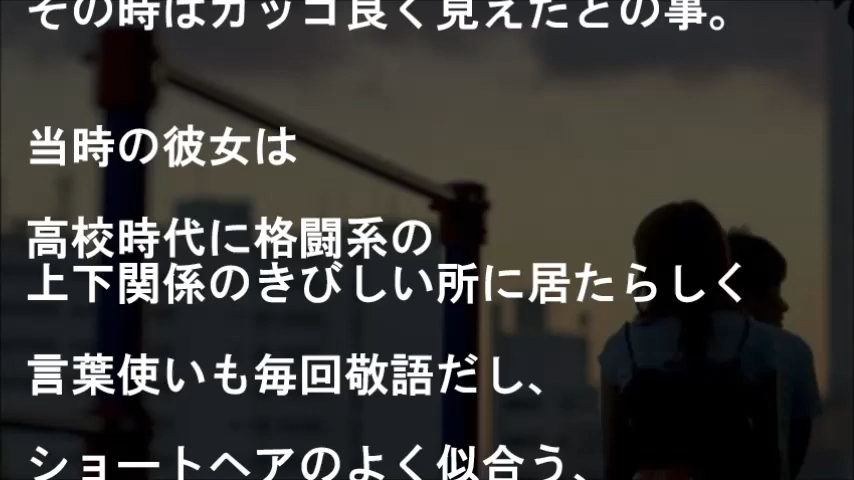 その時はカッコ良く見えたとの事。
当時の彼女は
高校時代に格闘系の
上下関係のきびしい所に居たらしく
言葉使いも毎回敬語だし、
ショートヘアのよく似合う、